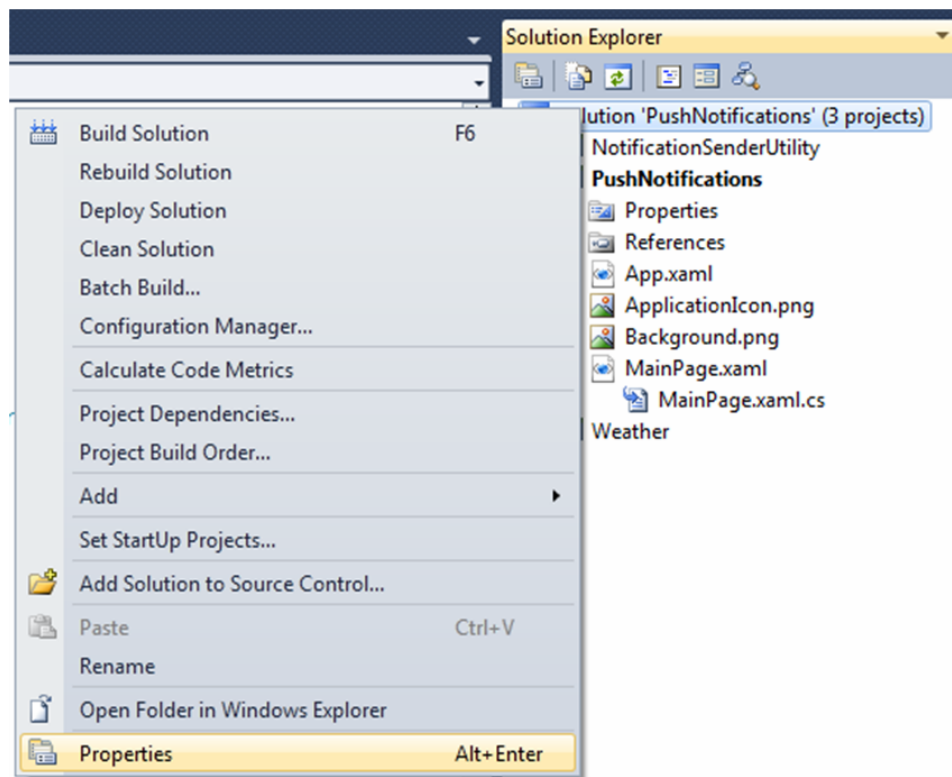 Solution Explorer
lution 'PushNotifications' (3 projects)
NotificationSenderUtility
PushNotifications
Properties
References
App.xaml
ApplicationIcon.png
Background.png
MainPage.xaml
MainPage.xaml.cs
Weather
Build Solution F6
Rebuild Solution
Deploy Solution
Clean Solution
Batch Build...
Configuration Manager...
Calculate Code Metrics
Project Dependencies...
Project Build Order...
Add
Set StartUp Projects...
Add Solution to Source Control...
Paste Ctrl+V
Rename
Open Folder in Windows Explorer
Properties Alt+Enter